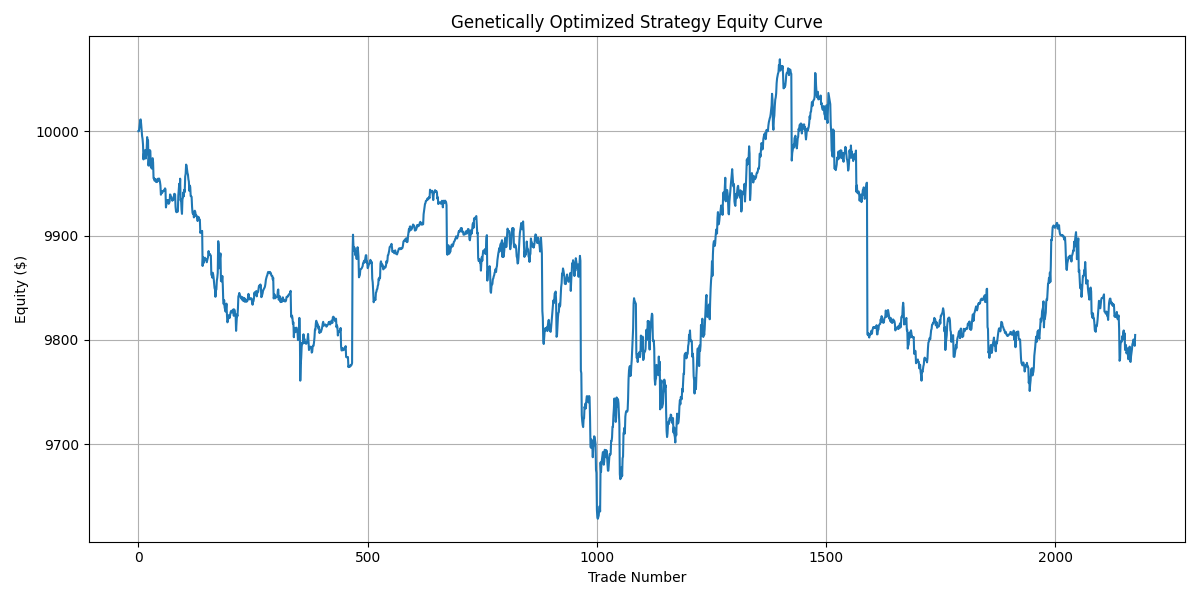 Genetically Optimized Strategy Equity Curve
10000
9900
9800
9700
Equity ($)
0 500 1000 1500 2000
Trade Number